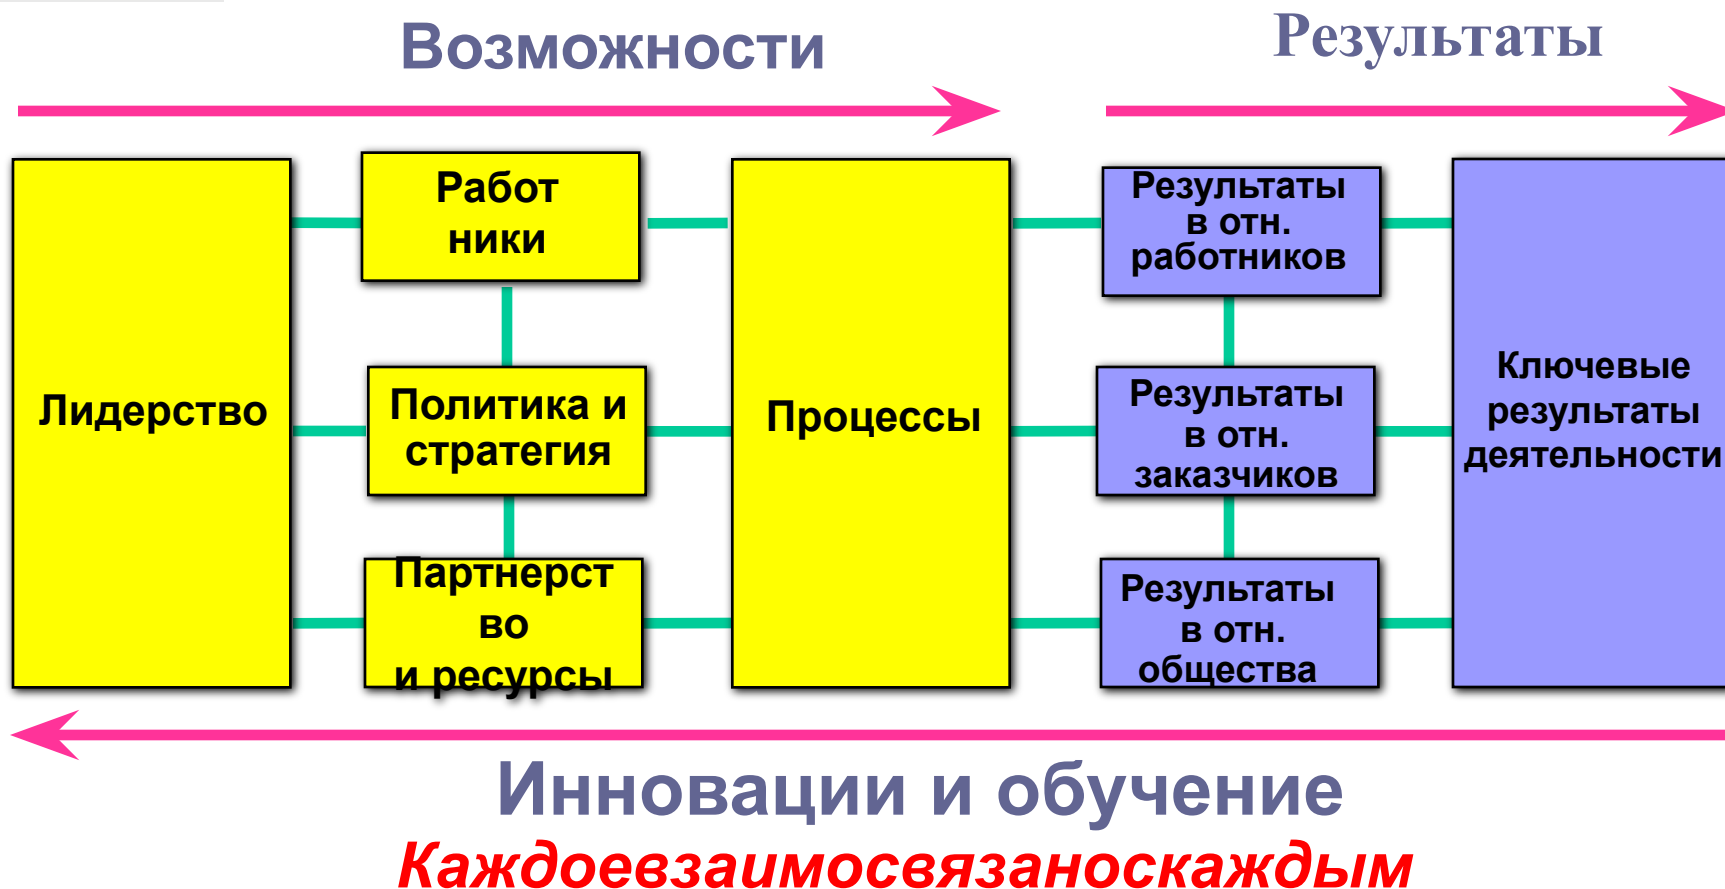 Возможности
Результаты
Лидерство
Работ
ники
Политика и
стратегия
Партнерст
во
и ресурсы
Процессы
Результаты
в отн.
работников
Результаты
в отн.
заказчиков
Результаты
в отн.
общества
Ключевые
результаты
деятельности
Инновации и обучение
Каждоевзаимосвязаноскаждым